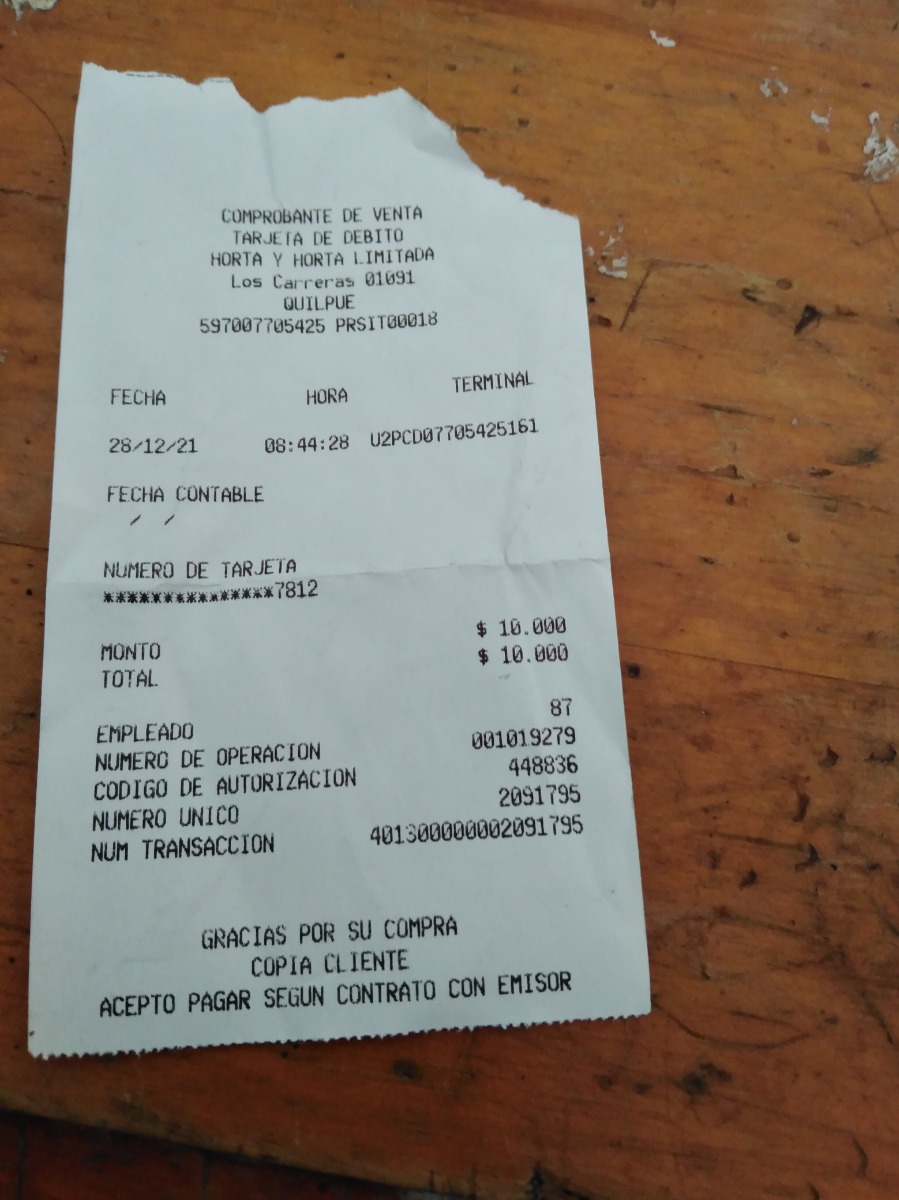 COMPROBANTE DE VENTA
TARJETA DE DEBITO
HORTA Y HORTA LIMITADA
Los Carreras 01091
QUILPUE
597007705425 PRSIT00018
FECHA HORA TERMINAL
28/12/21 08:44:28 U2PCD07705425161
FECHA CONTABLE
/ /
NUMERO DE TARJETA
***************7812
MONTO $ 10.000
TOTAL $ 10.000
EMPLEADO 87
NUMERO DE OPERACION 001019279
CODIGO DE AUTORIZACION 448836
NUMERO UNICO 2091795
NUM TRANSACCION 401300000002091795
GRACIAS POR SU COMPRA
COPIA CLIENTE
ACEPTO PAGAR SEGUN CONTRATO CON EMISOR